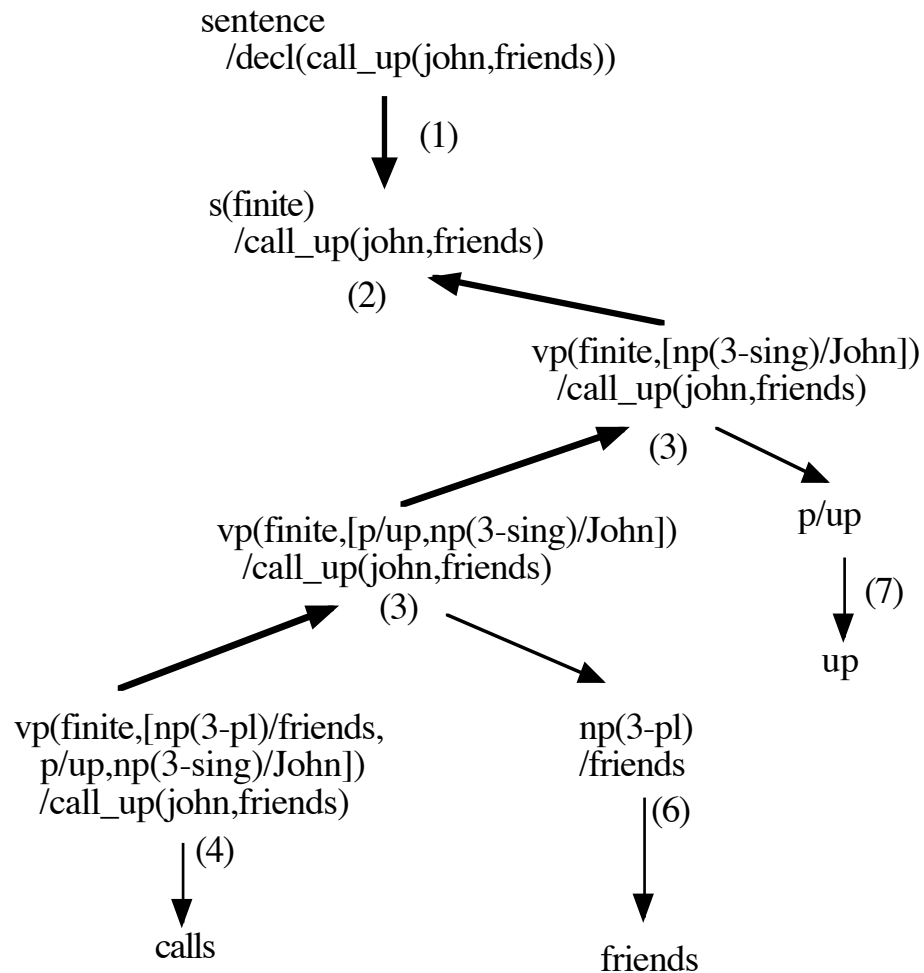 sentence
/decl(call_up(john,friends))
(1)
s(finite)
/call_up(john,friends)
(2)
vp(finite,[np(3-sing)/John])
/call_up(john,friends)
(3)
p/up
vp(finite,[p/up,np(3-sing)/John])
/call_up(john,friends)
(3)
(7)
up
vp(finite,[np(3-pl)/friends,
p/up,np(3-sing)/John])
/call_up(john,friends)
np(3-pl)
/friends
(4)
(6)
calls
friends